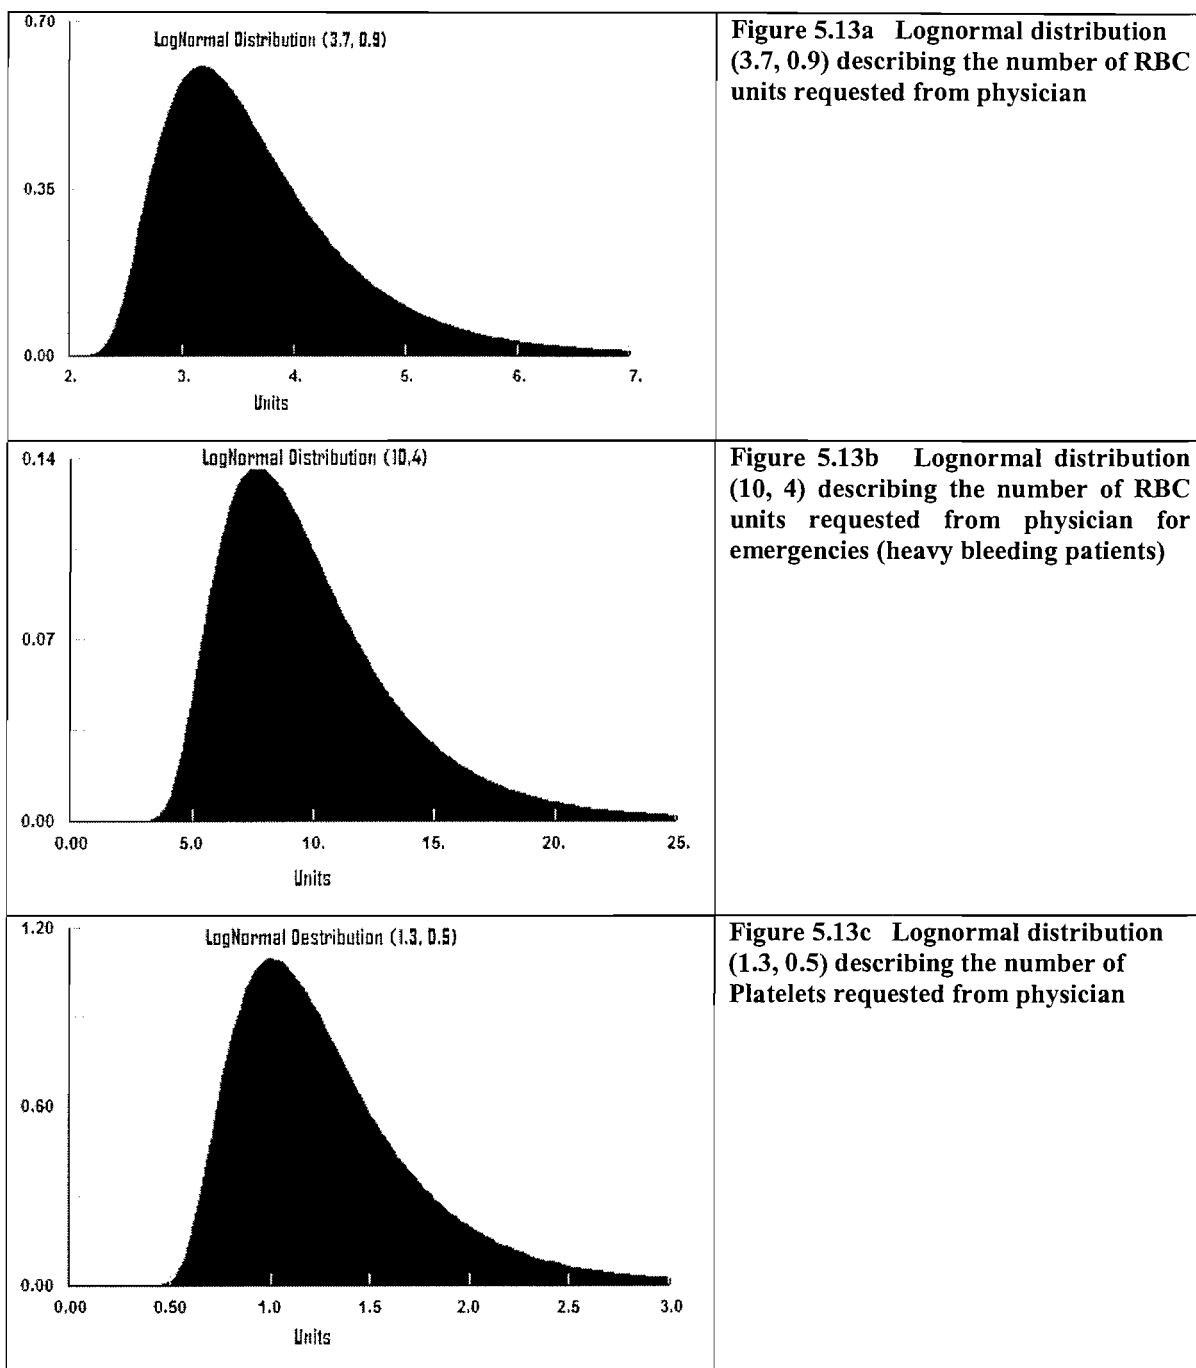 0.70
LogNormal Distribution (3.7, 0.9)
0.35
0.00
2. 3. 4. 5. 6. 7.
Units
Figure 5.13a Lognormal distribution
(3.7, 0.9) describing the number of RBC
units requested from physician
0.14
LogNormal Distribution (10,4)
0.07
0.00
0.00 5.0 10. 15. 20. 25.
Units
Figure 5.13b Lognormal distribution
(10, 4) describing the number of RBC
units requested from physician for
emergencies (heavy bleeding patients)
1.20
LogNormal Destribution (1.3, 0.5)
0.60
0.00
0.00 0.50 1.0 1.5 2.0 2.5 3.0
Units
Figure 5.13c Lognormal distribution
(1.3, 0.5) describing the number of
Platelets requested from physician